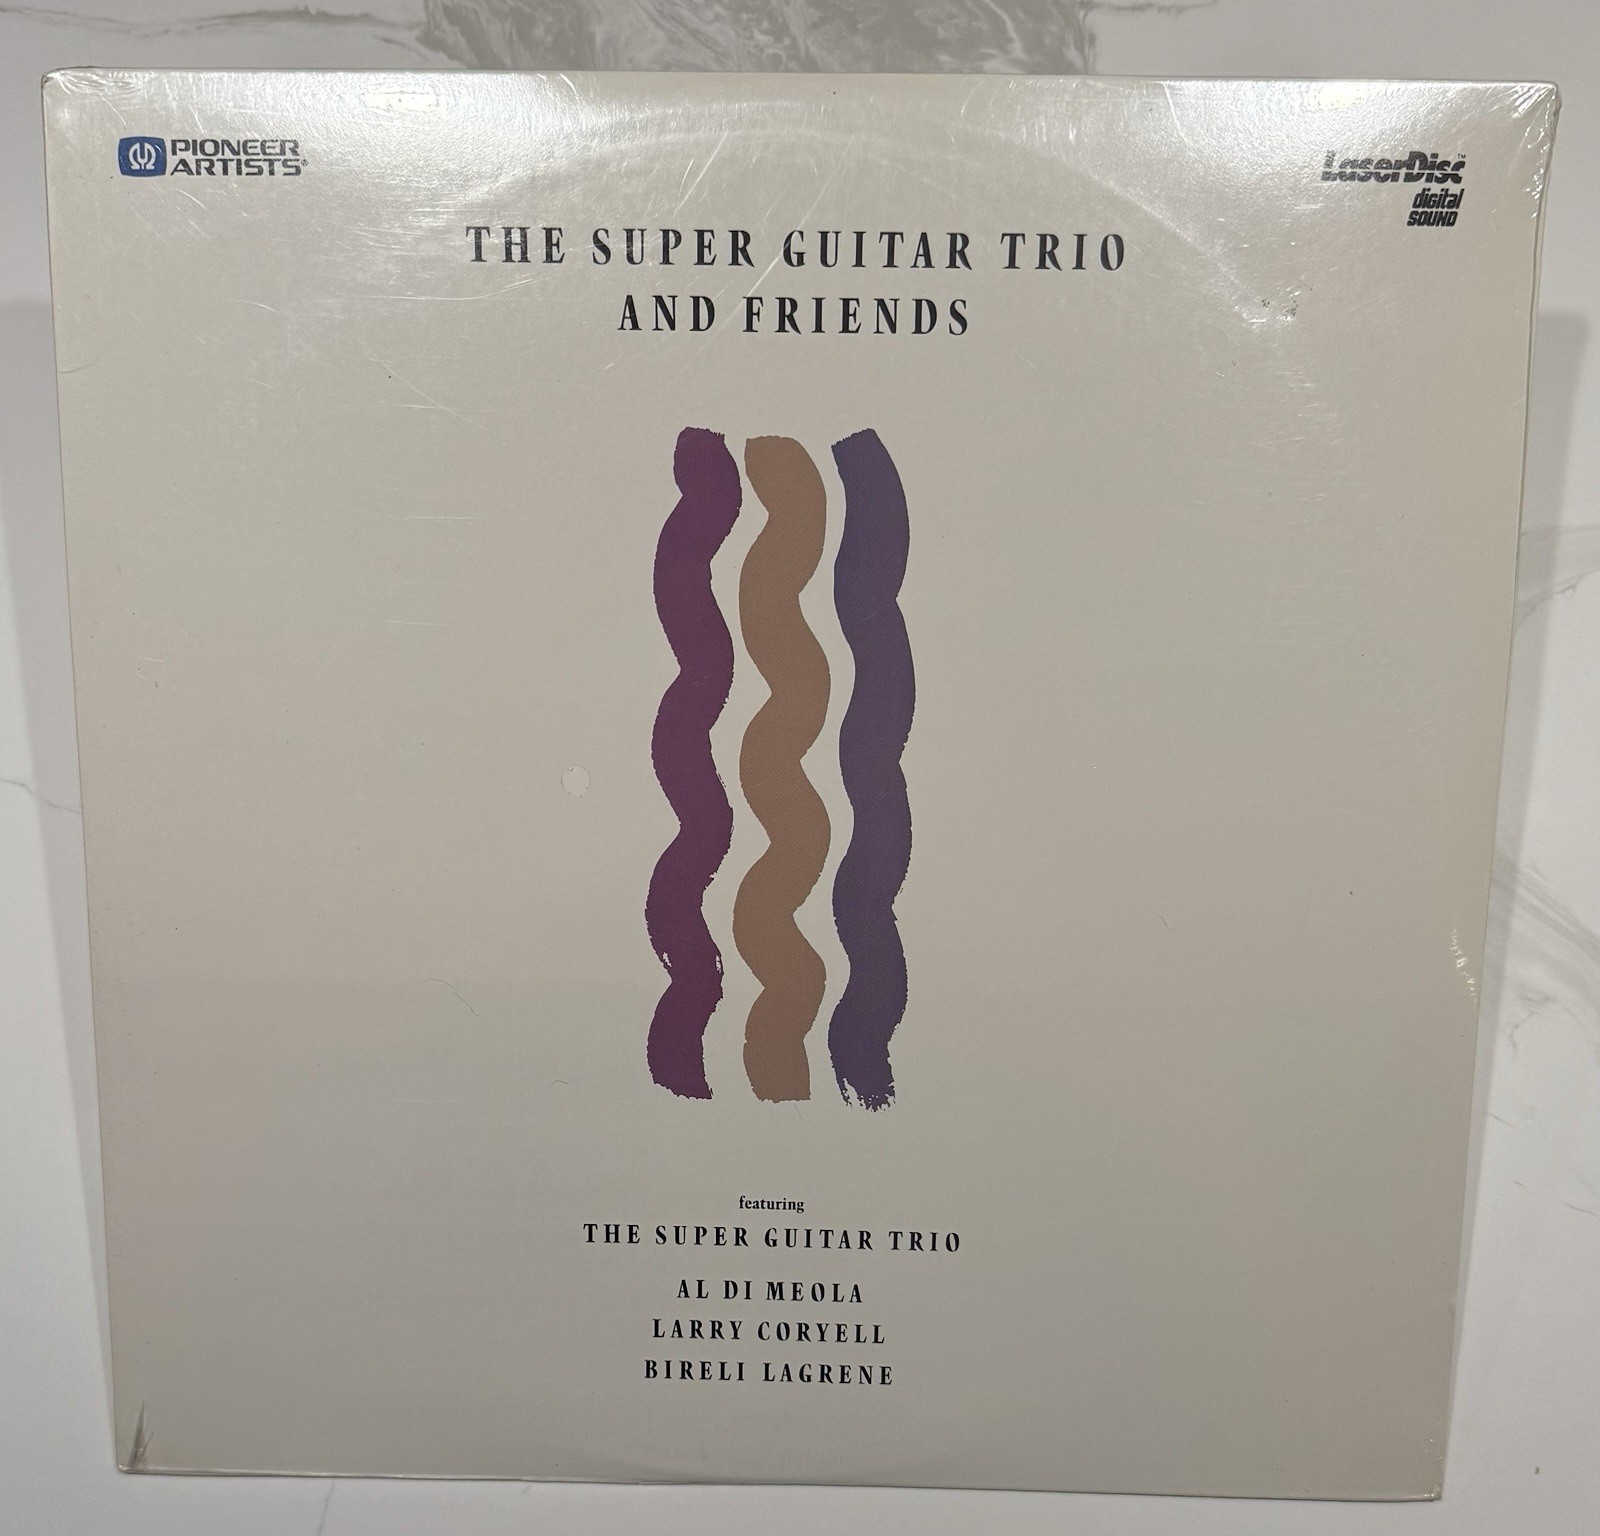 PIONEER
ARTISTS®
LaserDisc™
digital
SOUND
THE SUPER GUITAR TRIO
AND FRIENDS
featuring
THE SUPER GUITAR TRIO
AL DI MEOLA
LARRY CORYELL
BIRELI LAGRENE